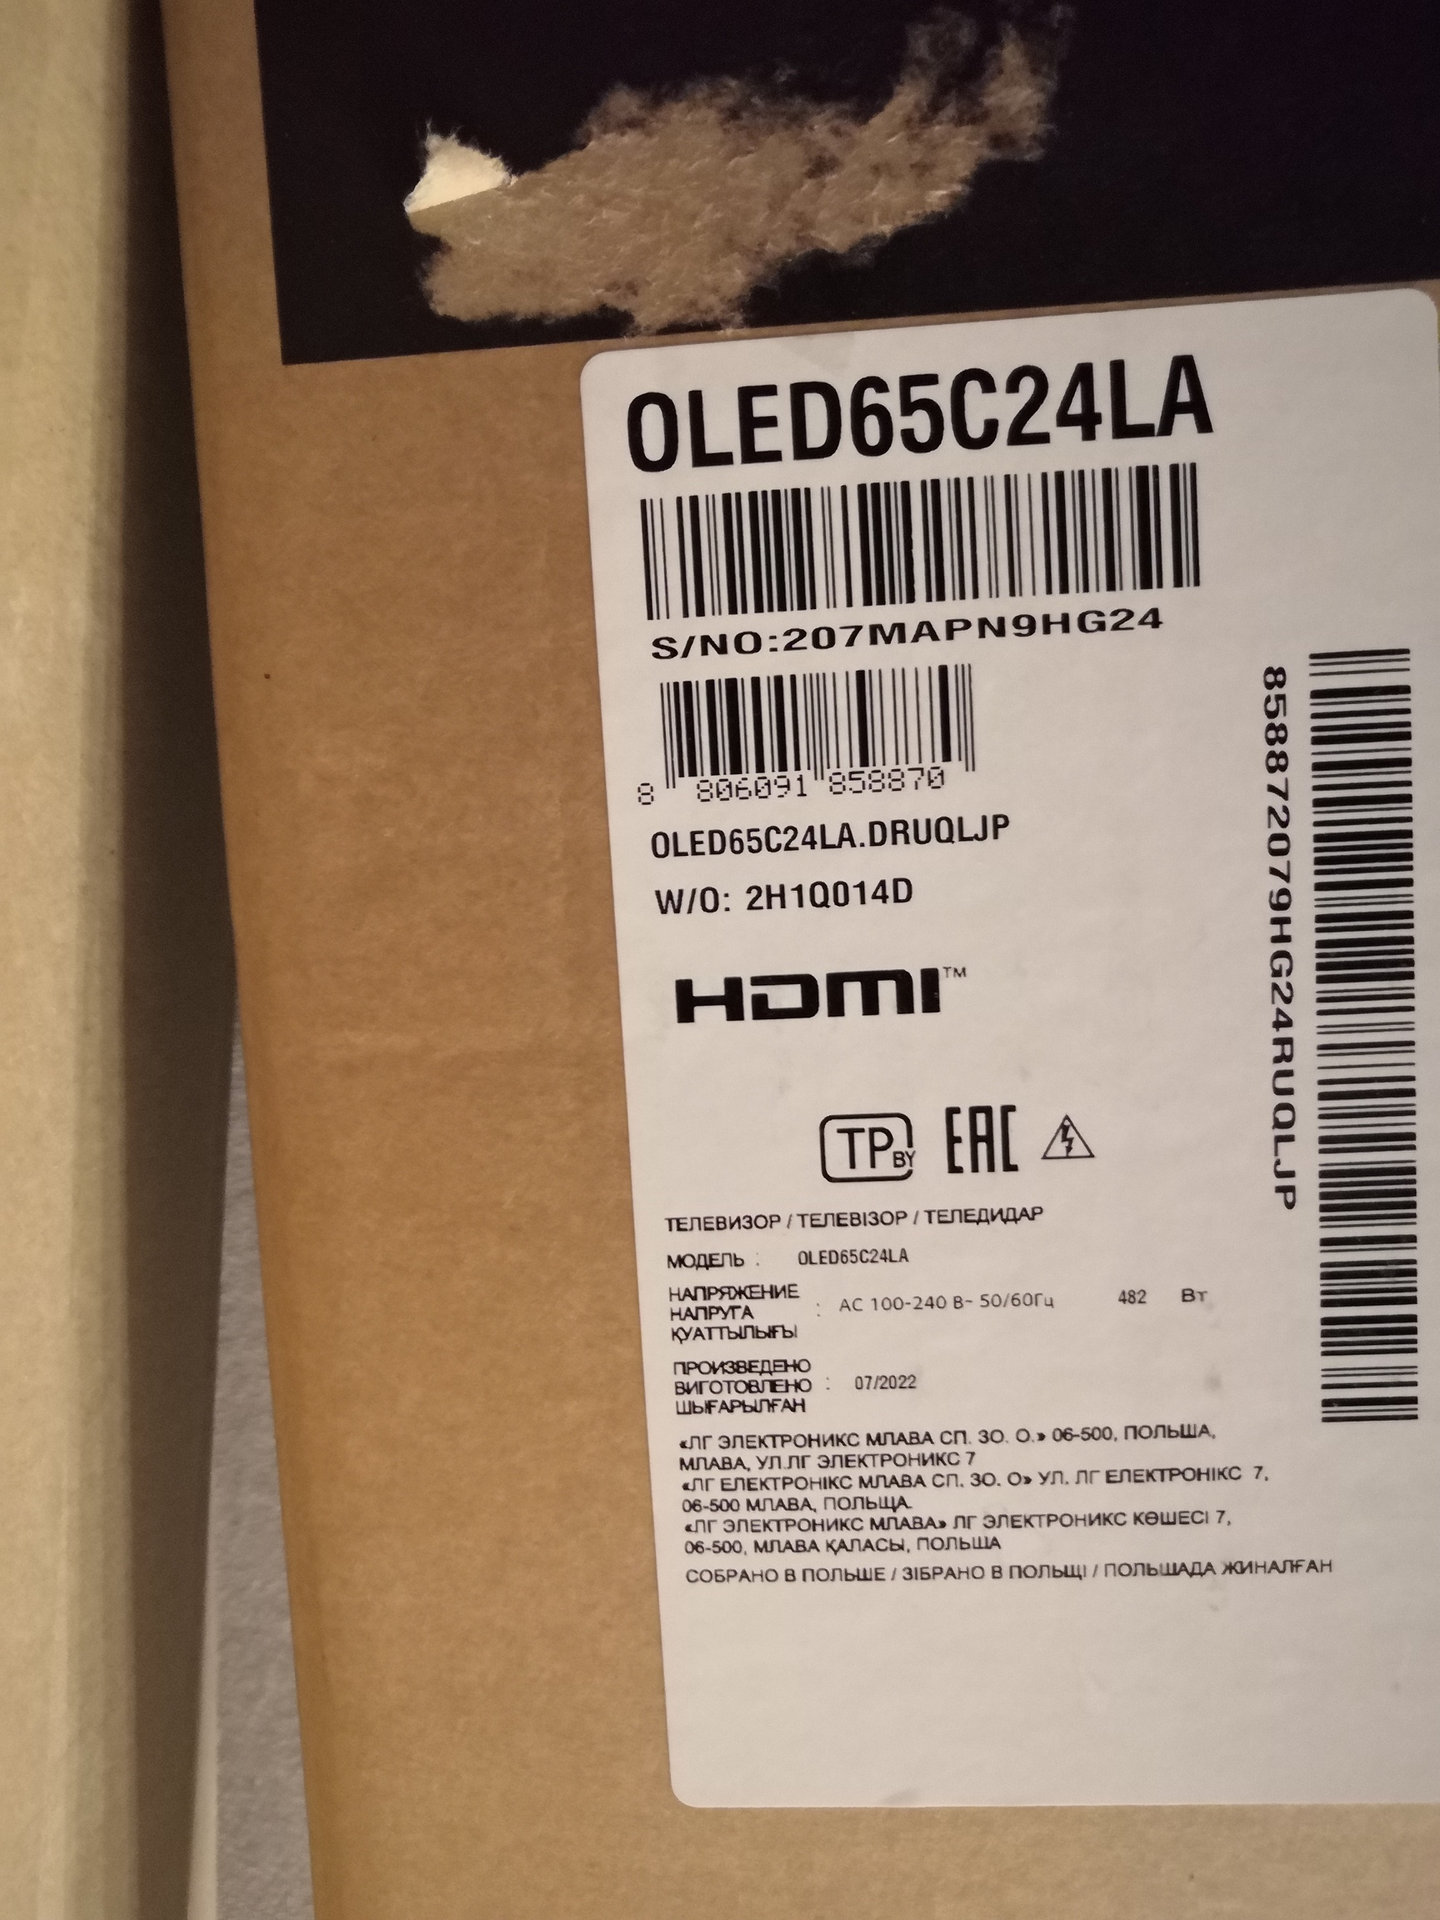 OLED65C24LA
S/NO:207MAPN9HG24
8 806091 858870
OLED65C24LA.DRUQLJP
W/O: 2H1Q014D
HDMI™
TP BY EAC
ТЕЛЕВИЗОР / ТЕЛЕВІЗОР / ТЕЛЕДИДАР
МОДЕЛЬ : OLED65C24LA
НАПРЯЖЕНИЕ
НАПРУГА : AC 100-240 В~ 50/60Гц 482 Вт
ҚУАТТЫЛЫҒЫ
ПРОИЗВЕДЕНО
ВИГОТОВЛЕНО : 07/2022
ШЫҒАРЫЛҒАН
«ЛГ ЭЛЕКТРОНИКС МЛАВА СП. ЗО. О.» 06-500, ПОЛЬША,
МЛАВА, УЛ.ЛГ ЭЛЕКТРОНИКС 7
«ЛГ ЕЛЕКТРОНІКС МЛАВА СП. ЗО. О» УЛ. ЛГ ЕЛЕКТРОНІКС 7,
06-500 МЛАВА, ПОЛЬЩА.
«ЛГ ЭЛЕКТРОНИКС МЛАВА» ЛГ ЭЛЕКТРОНИКС КӨШЕСІ 7,
06-500, МЛАВА ҚАЛАСЫ, ПОЛЬША
СОБРАНО В ПОЛЬШЕ / ЗІБРАНО В ПОЛЬЩІ / ПОЛЬШАДА ЖИНАЛҒАН
858872079HG24RUQLJP